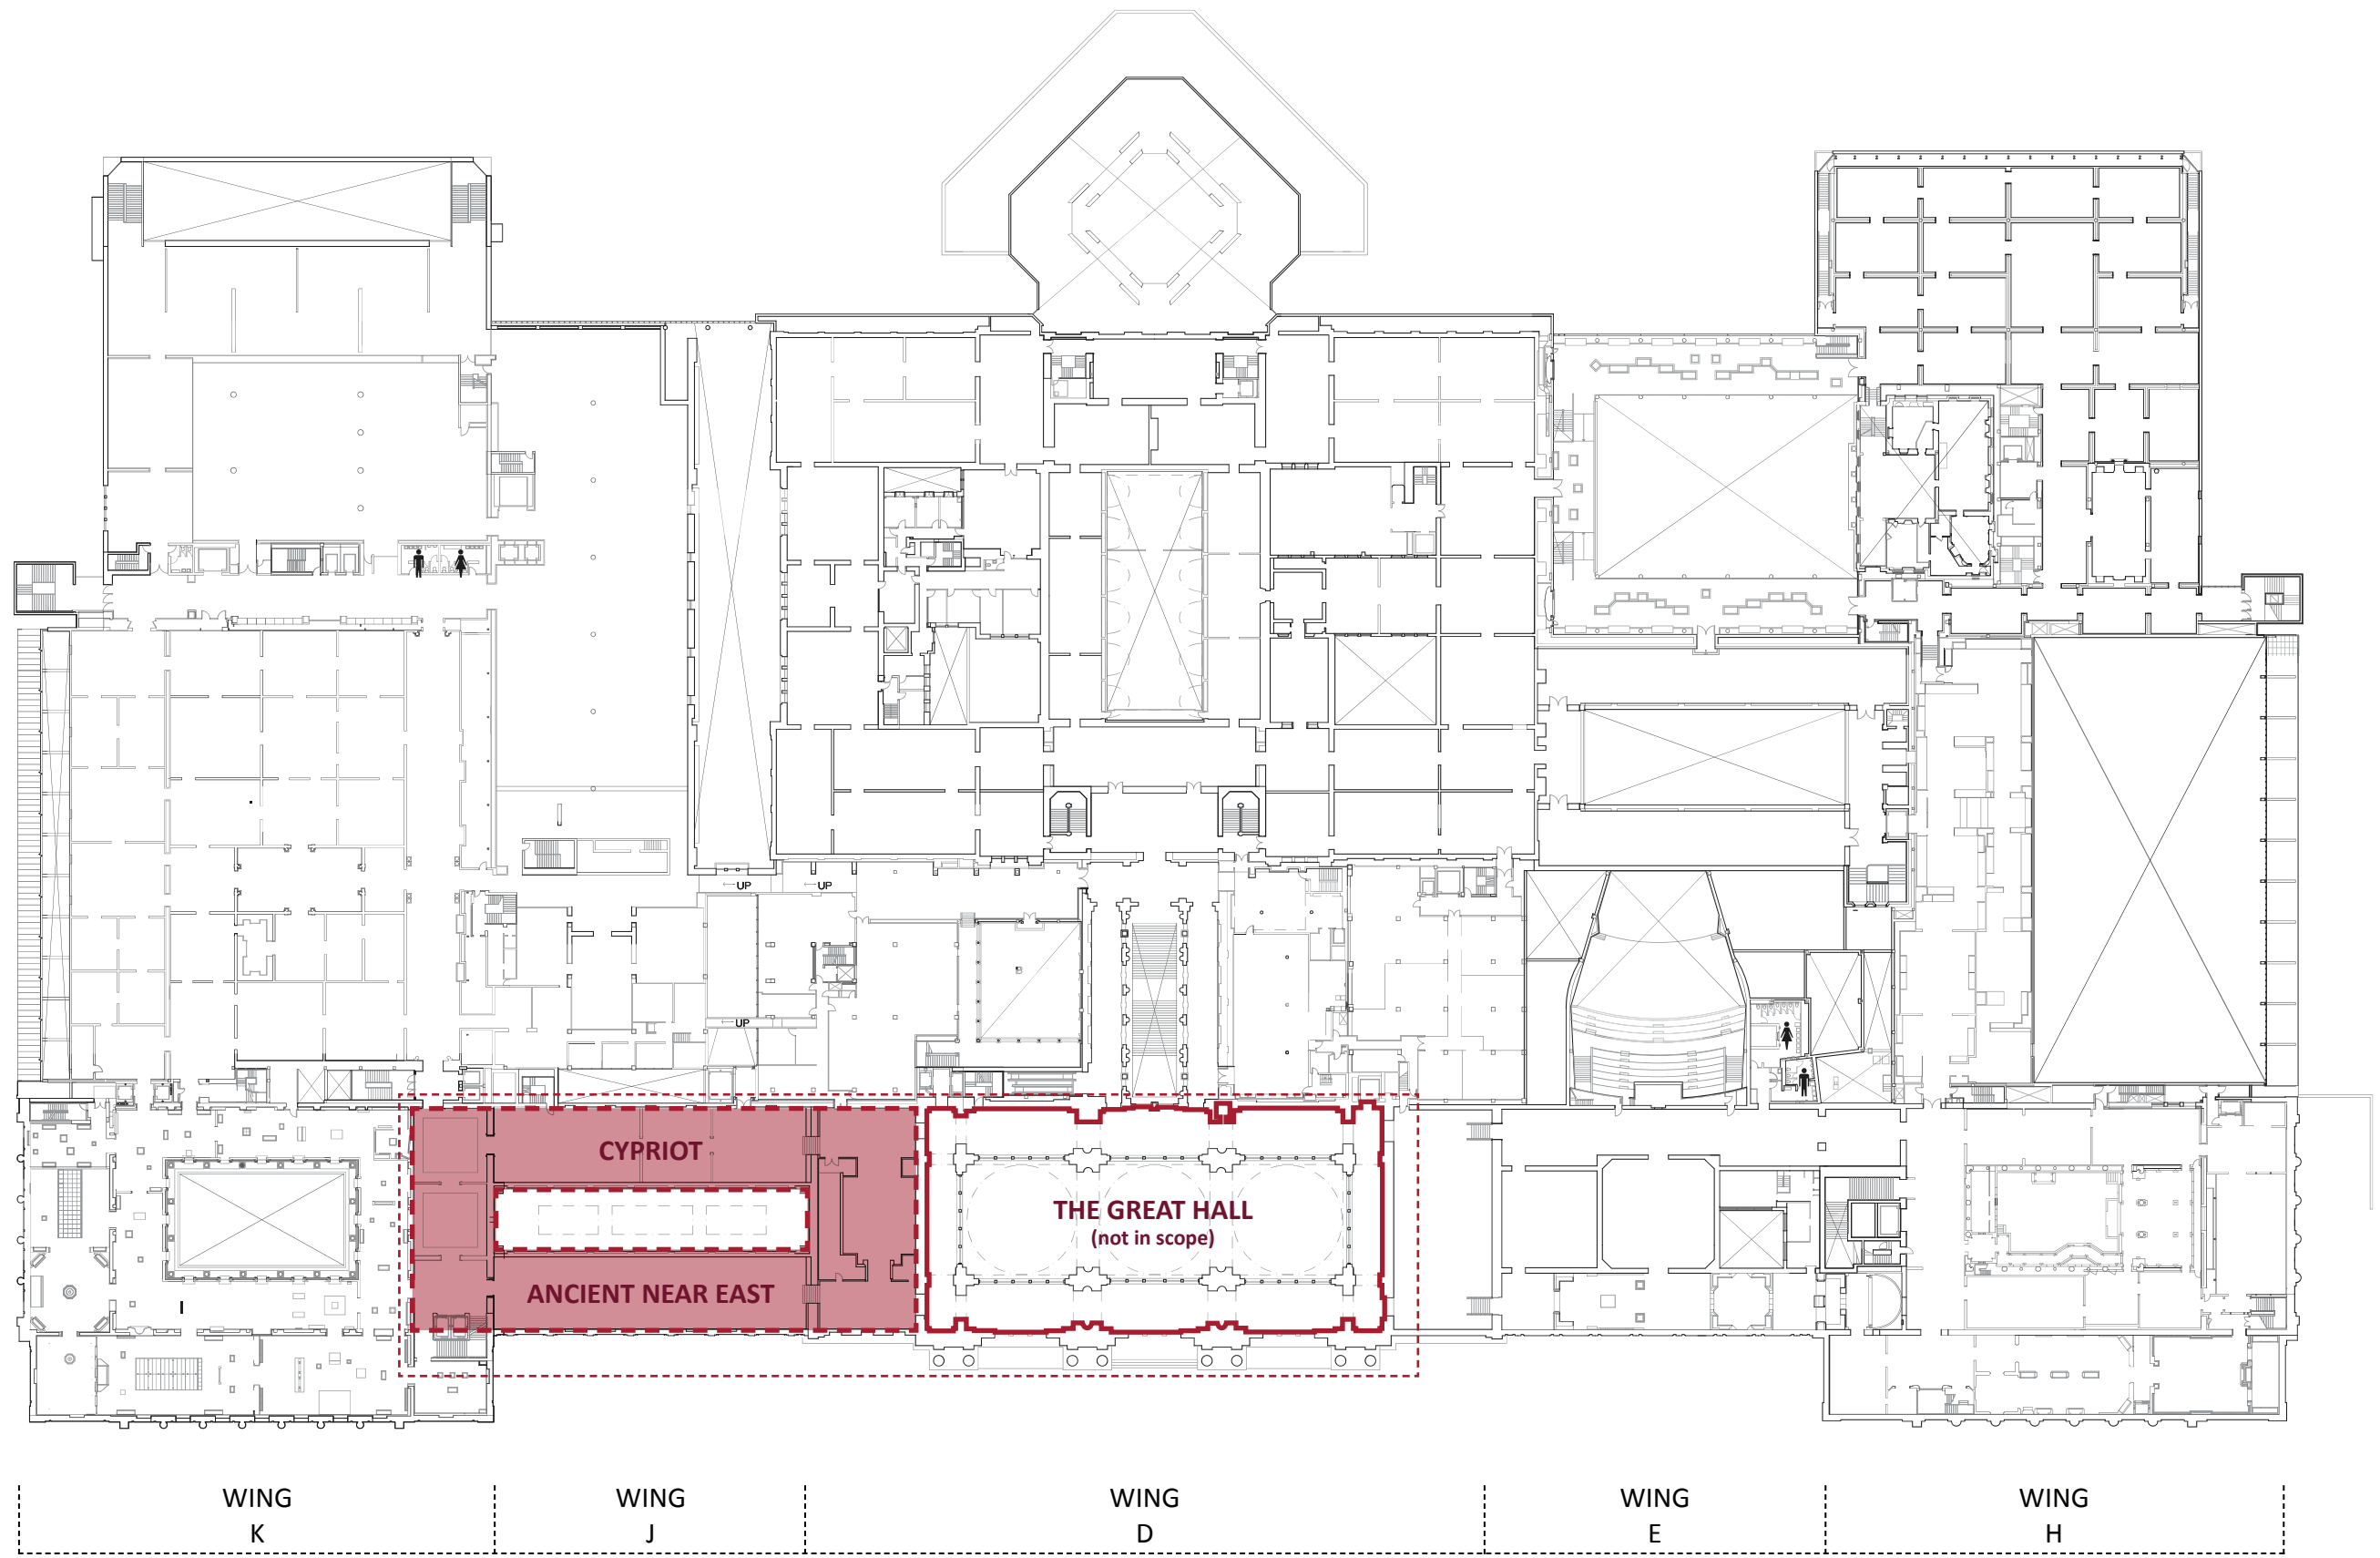 UP
UP
UP
CYPRIOT
THE GREAT HALL
(not in scope)
ANCIENT NEAR EAST
WING
K
WING
J
WING
D
WING
E
WING
H